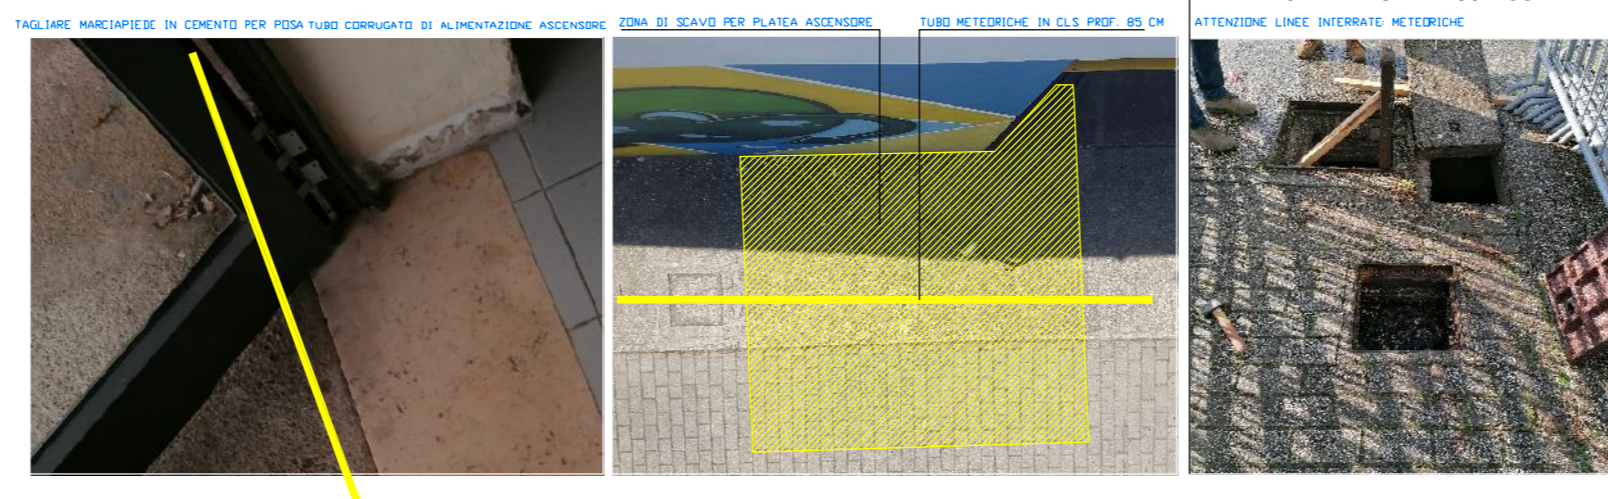 TAGLIARE MARCIAPIEDE IN CEMENTO PER POSA TUBO CORRUGATO DI ALIMENTAZIONE ASCENSORE
ZONA DI SCAVO PER PLATEA ASCENSORE
TUBO METEORICHE IN CLS PROF. 85 CM
ATTENZIONE LINEE INTERRATE: METEORICHE